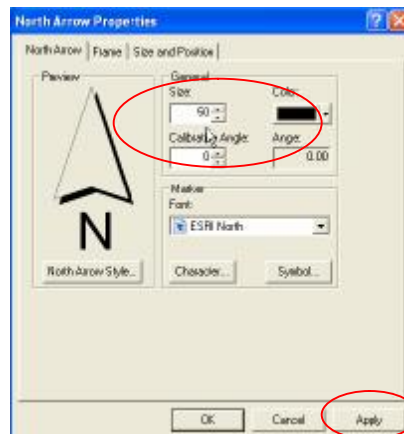 North Arrow Properties
North Arrow Frame Size and Position
Preview
General
Size: Color:
50
Calibration Angle: Angle:
0 0.00
Marker
Font:
ESRI North
N
North Arrow Style... Character... Symbol...
OK Cancel Apply